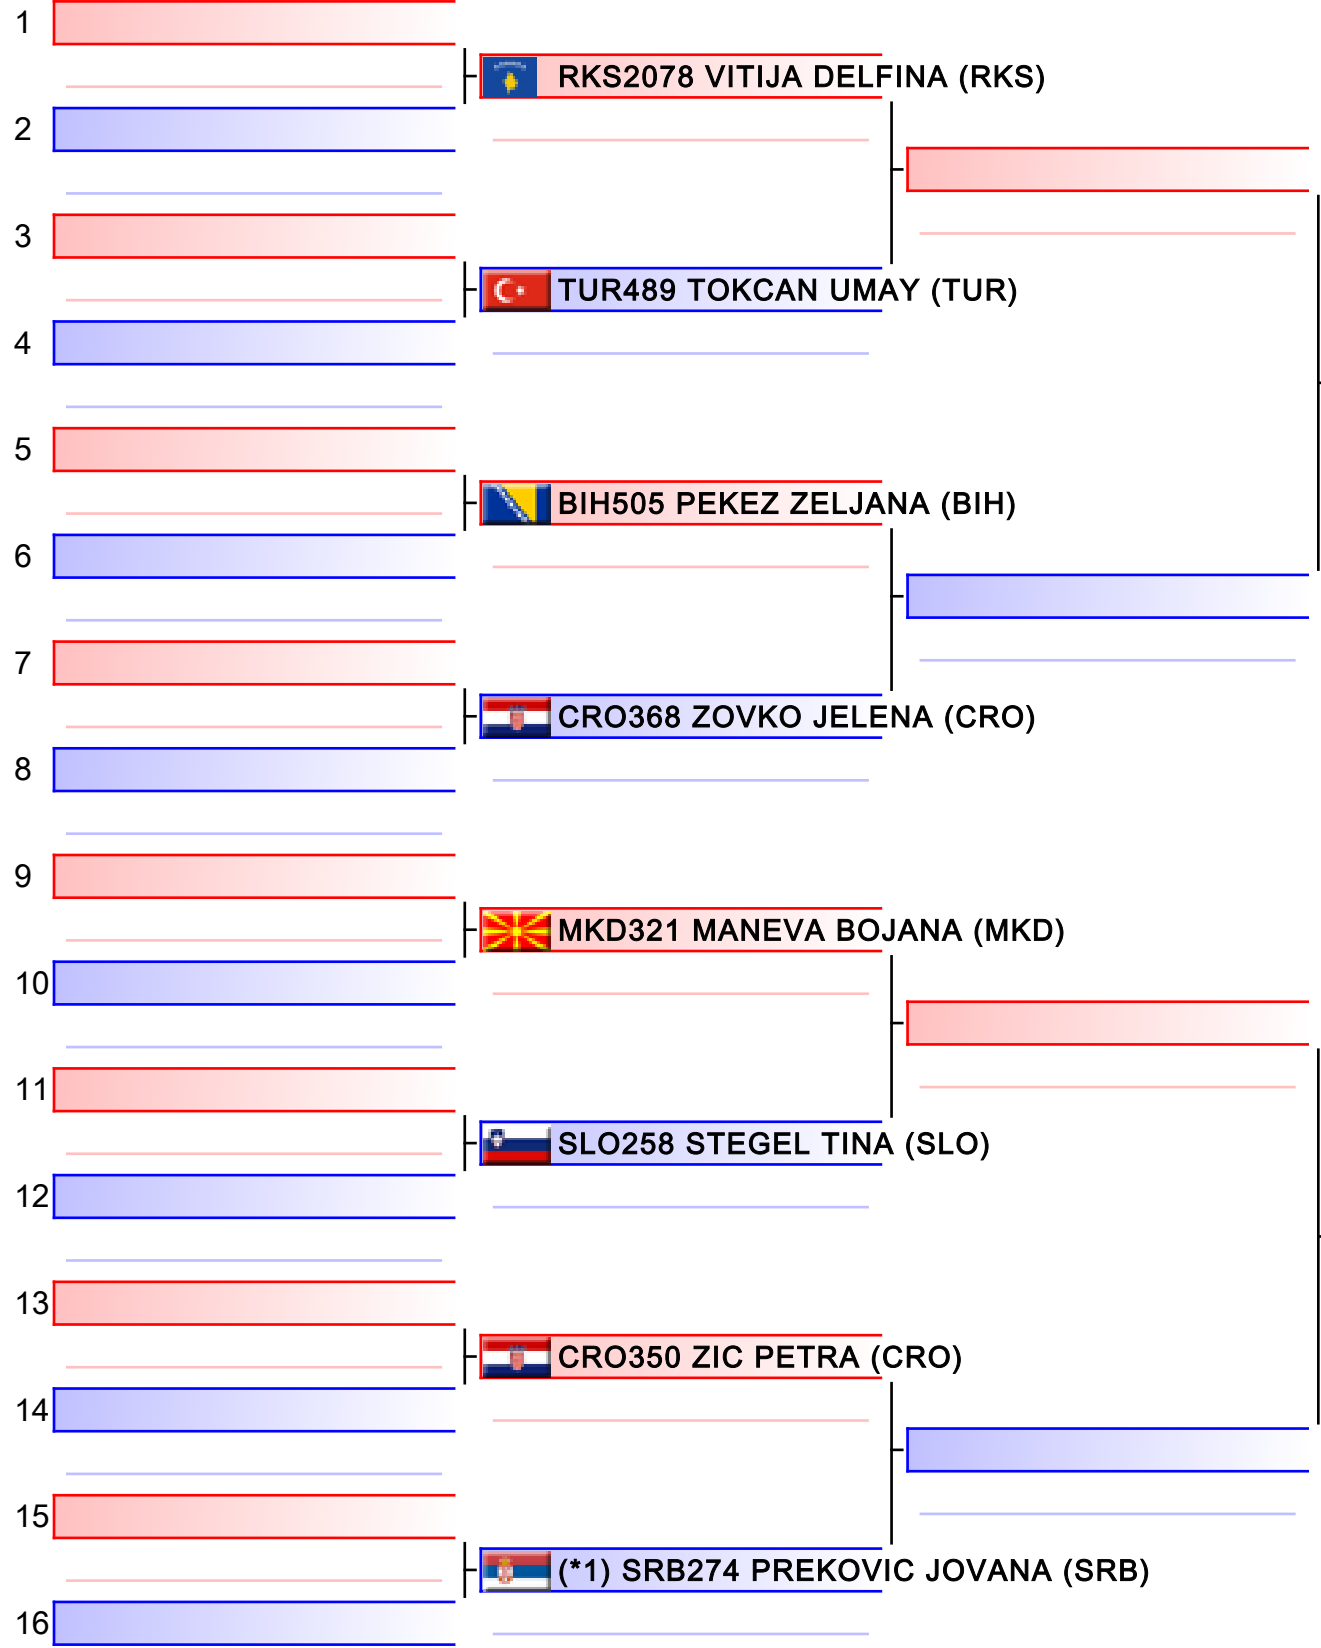 1
RKS2078 VITIJA DELFINA (RKS)
2
3
TUR489 TOKCAN UMAY (TUR)
4
5
BIH505 PEKEZ ZELJANA (BIH)
6
7
CRO368 ZOVKO JELENA (CRO)
8
9
MKD321 MANEVA BOJANA (MKD)
10
11
SLO258 STEGEL TINA (SLO)
12
13
CRO350 ZIC PETRA (CRO)
14
15
(*1) SRB274 PREKOVIC JOVANA (SRB)
16